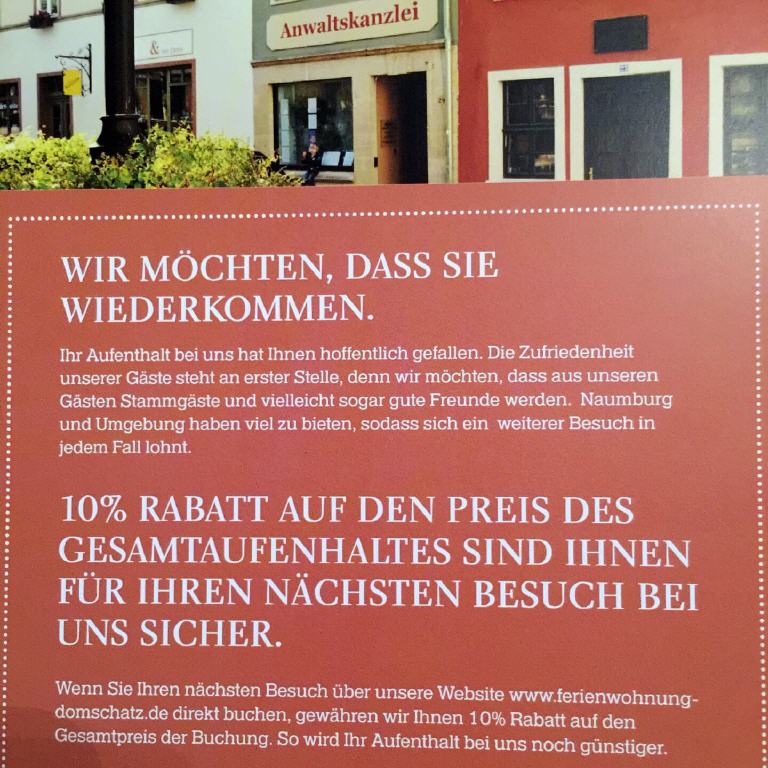 Anwaltskanzlei
&
WIR MÖCHTEN, DASS SIE
WIEDERKOMMEN.
Ihr Aufenthalt bei uns hat Ihnen hoffentlich gefallen. Die Zufriedenheit
unserer Gäste steht an erster Stelle, denn wir möchten, dass aus unseren
Gästen Stammgäste und vielleicht sogar gute Freunde werden. Naumburg
und Umgebung haben viel zu bieten, sodass sich ein weiterer Besuch in
jedem Fall lohnt.
10% RABATT AUF DEN PREIS DES
GESAMTAUFENHALTES SIND IHNEN
FÜR IHREN NÄCHSTEN BESUCH BEI
UNS SICHER.
Wenn Sie Ihren nächsten Besuch über unsere Website www.ferienwohnung-
domschatz.de direkt buchen, gewähren wir Ihnen 10% Rabatt auf den
Gesamtpreis der Buchung. So wird Ihr Aufenthalt bei uns noch günstiger.